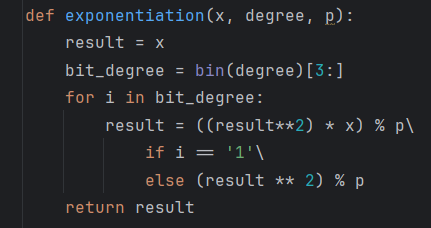 def exponentiation(x, degree, p):
    result = x
    bit_degree = bin(degree)[3:]
    for i in bit_degree:
        result = ((result**2) * x) % p\
            if i == '1'\
            else (result ** 2) % p
    return result